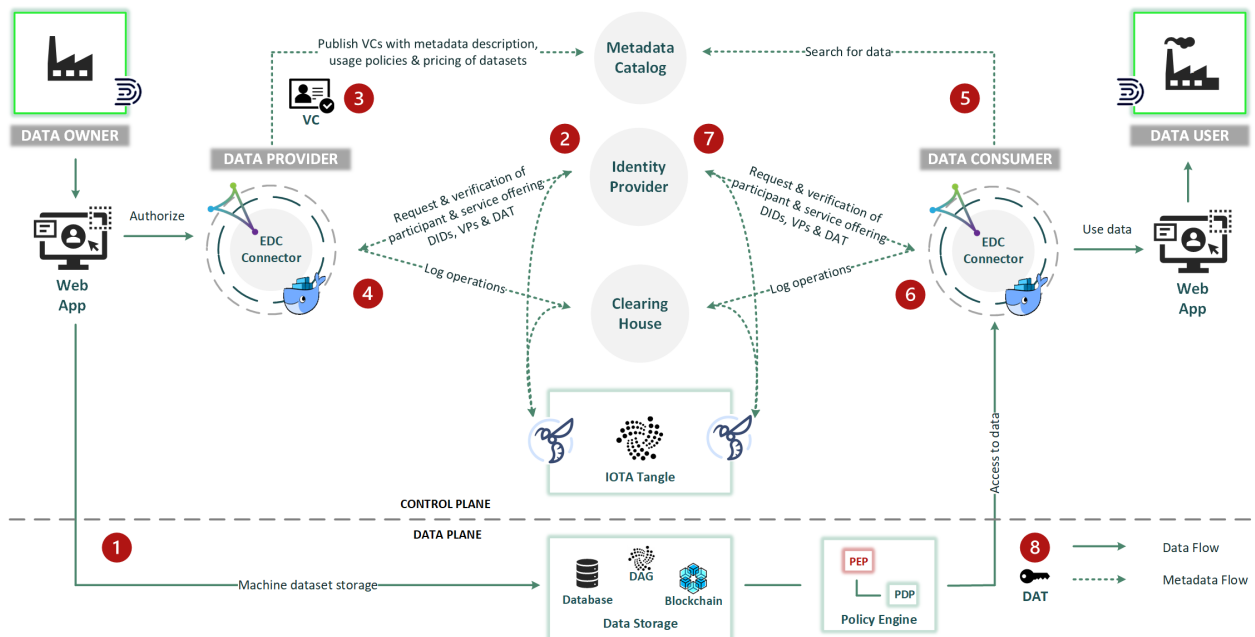 Publish VCs with metadata description,
usage policies & pricing of datasets
Metadata
Catalog
Search for data
VC
3
5
DATA OWNER
DATA USER
DATA PROVIDER
DATA CONSUMER
2
7
Identity
Provider
Request & verification of
participant & service offering
DIDs, VPs & DAT
Request & verification of
participant & service offering
DIDs, VPs & DAT
Authorize
EDC
Connector
EDC
Connector
Use data
Web
App
Web
App
Log operations
Log operations
4
6
Clearing
House
IOTA Tangle
Access to data
CONTROL PLANE
DATA PLANE
1
Machine dataset storage
Database
DAG
Blockchain
Data Storage
PEP
PDP
Policy Engine
8
DAT
Data Flow
Metadata Flow